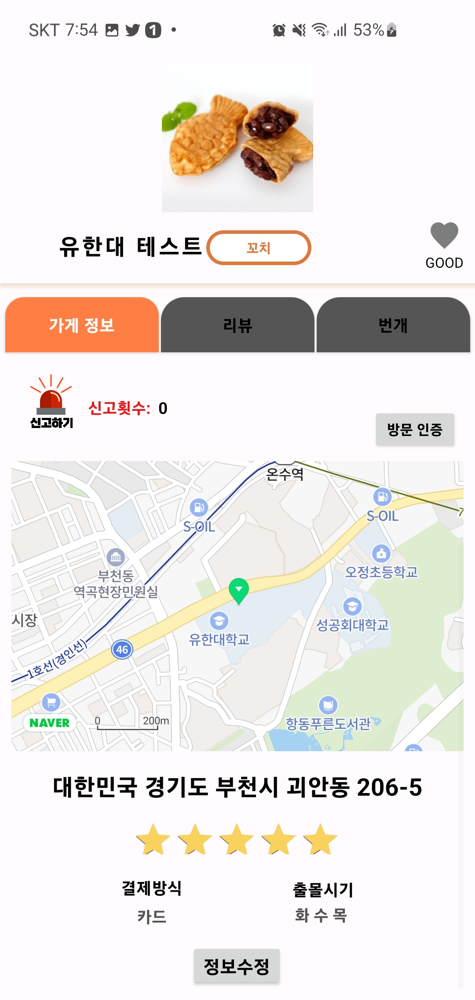 SKT 7:54
53%
유한대 테스트
꼬치
GOOD
가게 정보
리뷰
번개
신고하기
신고횟수: 0
방문 인증
온수역
S-OIL
S-OIL
7
부천동
역곡현장민원실
오정초등학교
시장
유한대학교
성공회대학교
46
1호선(경인선)
NAVER
0
200m
항동푸른도서관
대한민국 경기도 부천시 괴안동 206-5
결제방식
출몰시기
카드
화 수 목
정보수정